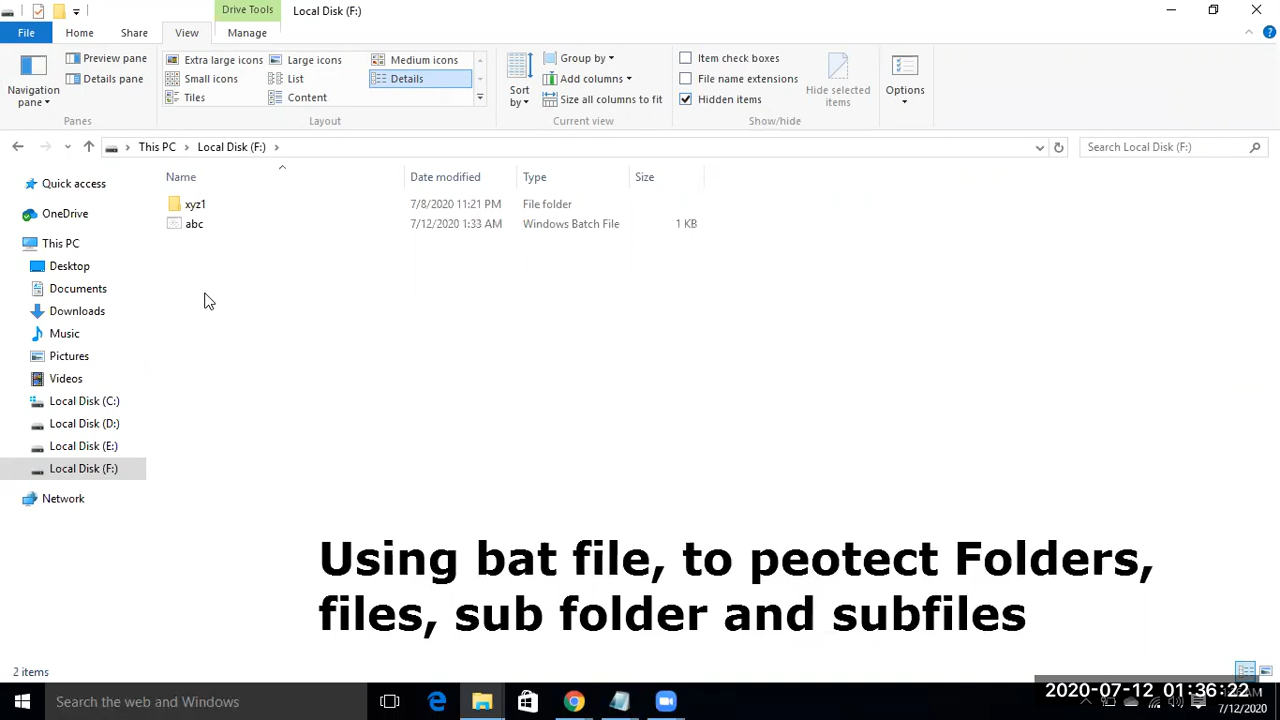 Drive Tools
Local Disk (F:)
File
Home
Share
View
Manage
Navigation pane
Preview pane
Details pane
Panes
Extra large icons
Large icons
Medium icons
Small icons
List
Details
Tiles
Content
Layout
Sort by
Group by
Add columns
Size all columns to fit
Current view
Item check boxes
File name extensions
Hidden items
Hide selected items
Show/hide
Options
This PC
Local Disk (F:)
Search Local Disk (F:)
Name
Date modified
Type
Size
xyz1
7/8/2020 11:21 PM
File folder
abc
7/12/2020 1:33 AM
Windows Batch File
1 KB
Quick access
OneDrive
This PC
Desktop
Documents
Downloads
Music
Pictures
Videos
Local Disk (C:)
Local Disk (D:)
Local Disk (E:)
Local Disk (F:)
Network
Using bat file, to peotect Folders,
files, sub folder and subfiles
2 items
Search the web and Windows
2020-07-12 01:36:22
7/12/2020